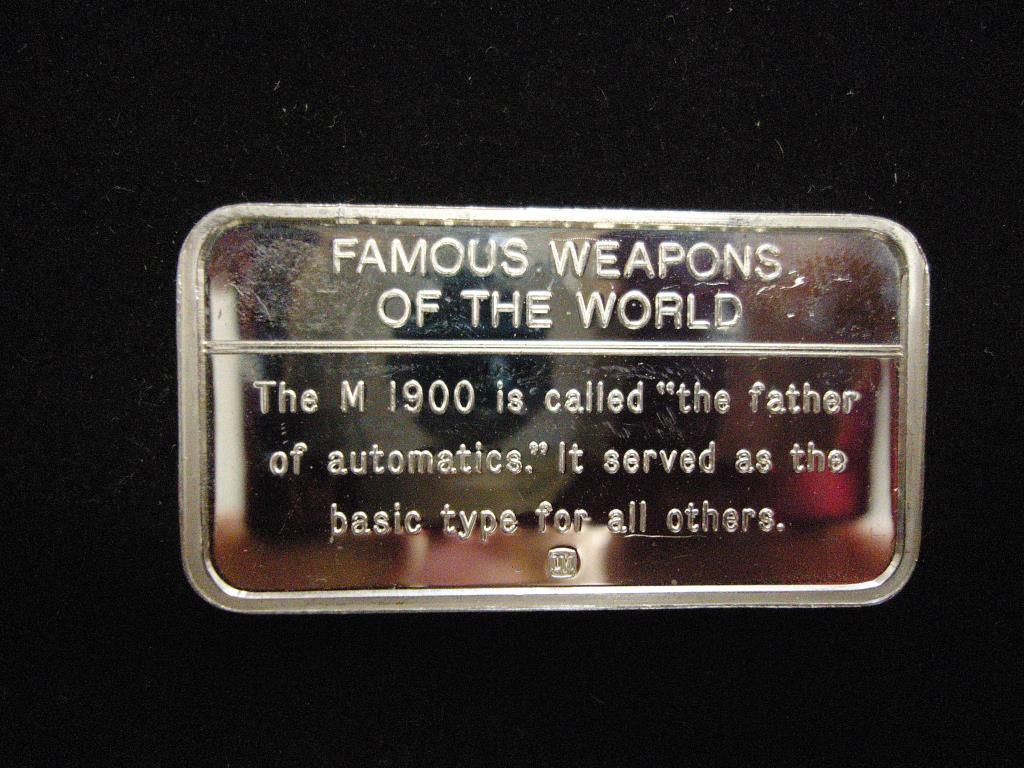 FAMOUS WEAPONS
OF THE WORLD
The M 1900 is called "the father
of automatics." It served as the
basic type for all others.